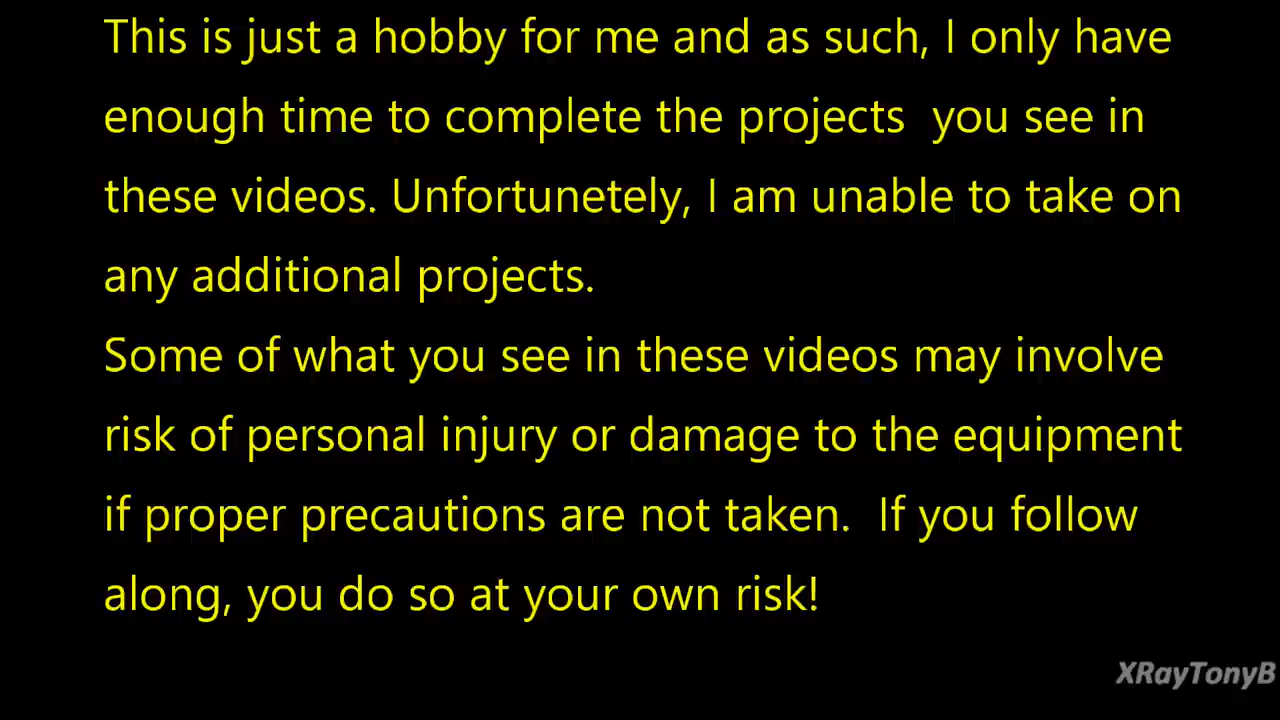 This is just a hobby for me and as such, I only have
enough time to complete the projects  you see in
these videos. Unfortunetely, I am unable to take on
any additional projects.
Some of what you see in these videos may involve
risk of personal injury or damage to the equipment
if proper precautions are not taken.  If you follow
along, you do so at your own risk!
XRayTonyB